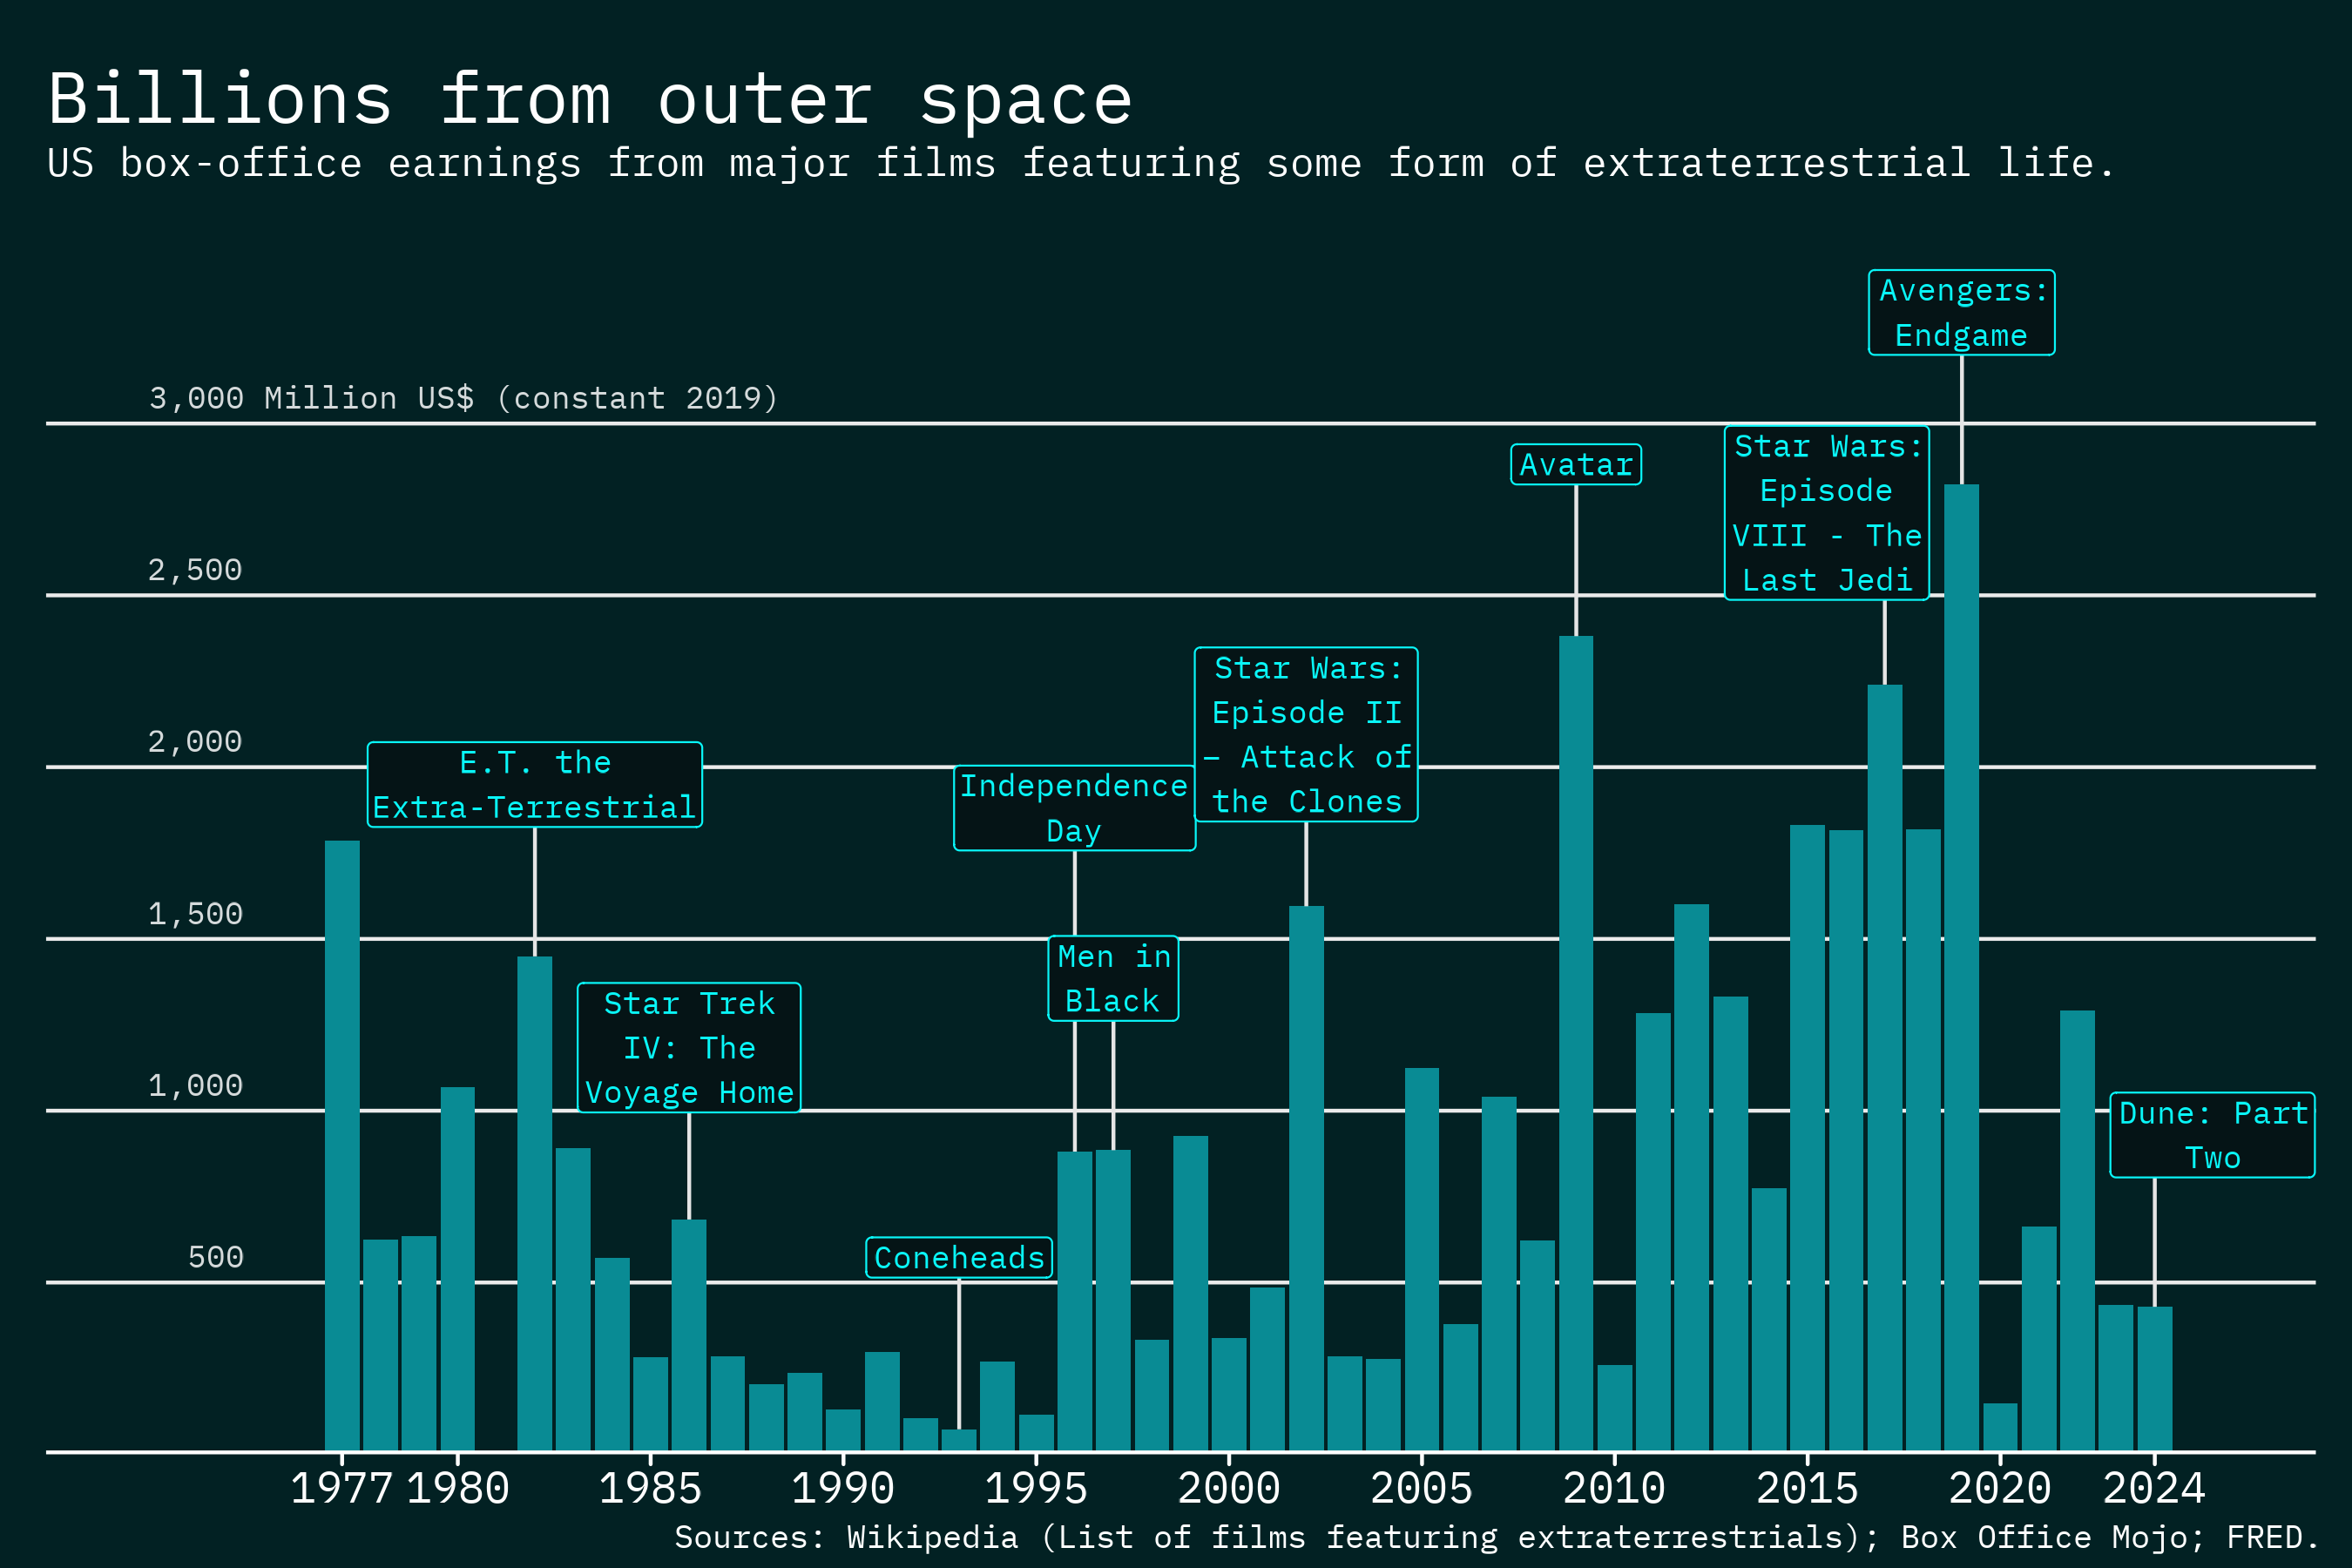 Billions from outer space
US box-office earnings from major films featuring some form of extraterrestrial life.
Avengers:
Endgame
3,000 Million US$ (constant 2019)
Avatar
Star Wars:
Episode
VIII - The
Last Jedi
2,500
Star Wars:
Episode II
– Attack of
the Clones
2,000
E.T. the
Extra-Terrestrial
Independence
Day
1,500
Men in
Black
Star Trek
IV: The
Voyage Home
1,000
Dune: Part
Two
500
Coneheads
1977 1980 1985 1990 1995 2000 2005 2010 2015 2020 2024
Sources: Wikipedia (List of films featuring extraterrestrials); Box Office Mojo; FRED.